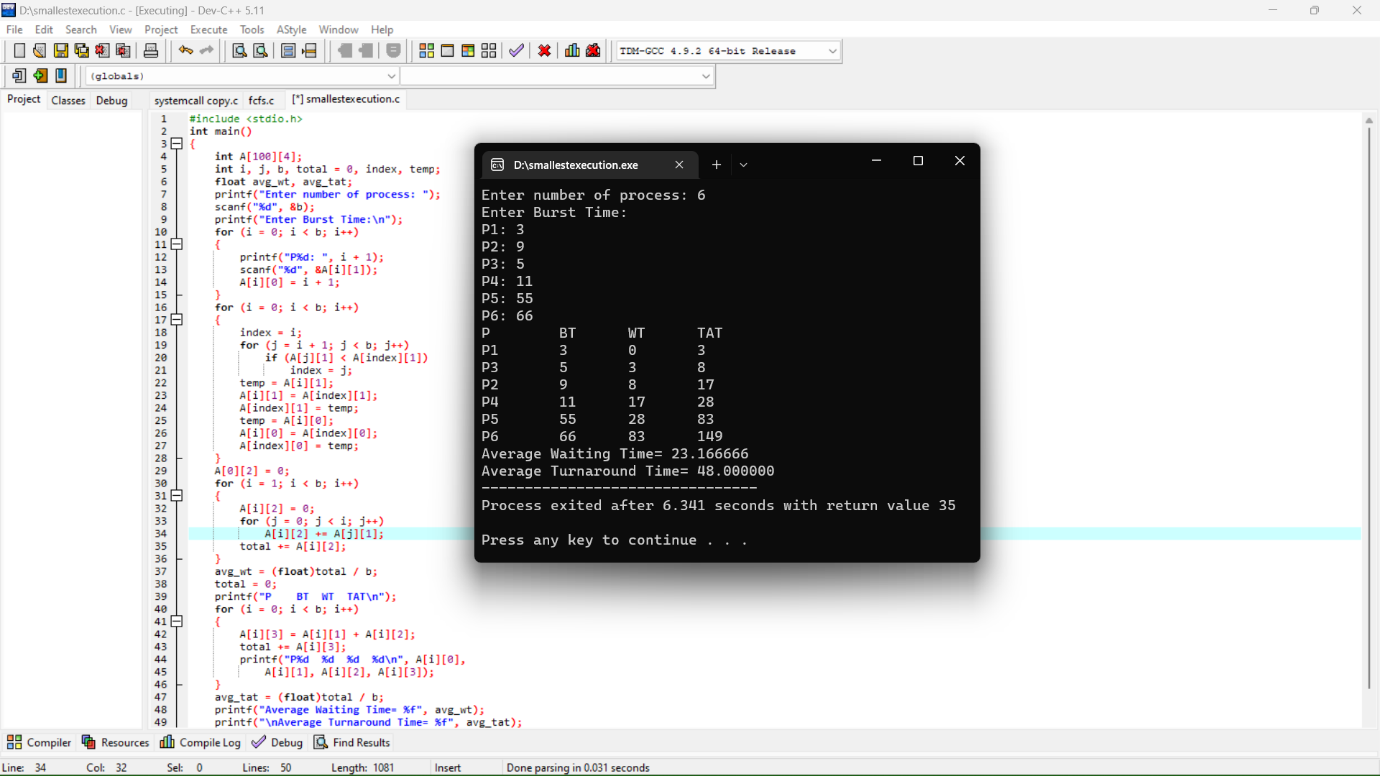 D:\smallestexecution.c - [Executing] - Dev-C++ 5.11
File Edit Search View Project Execute Tools AStyle Window Help
TDM-GCC 4.9.2 64-bit Release
(globals)
Project Classes Debug
systemcall copy.c fcfs.c [*] smallestexecution.c
1 #include <stdio.h>
2 int main()
3 {
4 int A[100][4];
5 int i, j, b, total = 0, index, temp;
6 float avg_wt, avg_tat;
7 printf("Enter number of process: ");
8 scanf("%d", &b);
9 printf("Enter Burst Time:\n");
10 for (i = 0; i < b; i++)
11 {
12 printf("P%d: ", i + 1);
13 scanf("%d", &A[i][1]);
14 A[i][0] = i + 1;
15 }
16 for (i = 0; i < b; i++)
17 {
18 index = i;
19 for (j = i + 1; j < b; j++)
20 if (A[j][1] < A[index][1])
21 index = j;
22 temp = A[i][1];
23 A[i][1] = A[index][1];
24 A[index][1] = temp;
25 temp = A[i][0];
26 A[i][0] = A[index][0];
27 A[index][0] = temp;
28 }
29 A[0][2] = 0;
30 for (i = 1; i < b; i++)
31 {
32 A[i][2] = 0;
33 for (j = 0; j < i; j++)
34 A[i][2] += A[j][1];
35 total += A[i][2];
36 }
37 avg_wt = (float)total / b;
38 total = 0;
39 printf("P BT WT TAT\n");
40 for (i = 0; i < b; i++)
41 {
42 A[i][3] = A[i][1] + A[i][2];
43 total += A[i][3];
44 printf("P%d %d %d %d\n", A[i][0],
45 A[i][1], A[i][2], A[i][3]);
46 }
47 avg_tat = (float)total / b;
48 printf("Average Waiting Time= %f", avg_wt);
49 printf("\nAverage Turnaround Time= %f", avg_tat);
D:\smallestexecution.exe
Enter number of process: 6
Enter Burst Time:
P1: 3
P2: 9
P3: 5
P4: 11
P5: 55
P6: 66
P BT WT TAT
P1 3 0 3
P3 5 3 8
P2 9 8 17
P4 11 17 28
P5 55 28 83
P6 66 83 149
Average Waiting Time= 23.166666
Average Turnaround Time= 48.000000
--------------------------------
Process exited after 6.341 seconds with return value 35
Press any key to continue . . .
Compiler Resources Compile Log Debug Find Results
Line: 34 Col: 32 Sel: 0 Lines: 50 Length: 1081 Insert Done parsing in 0.031 seconds